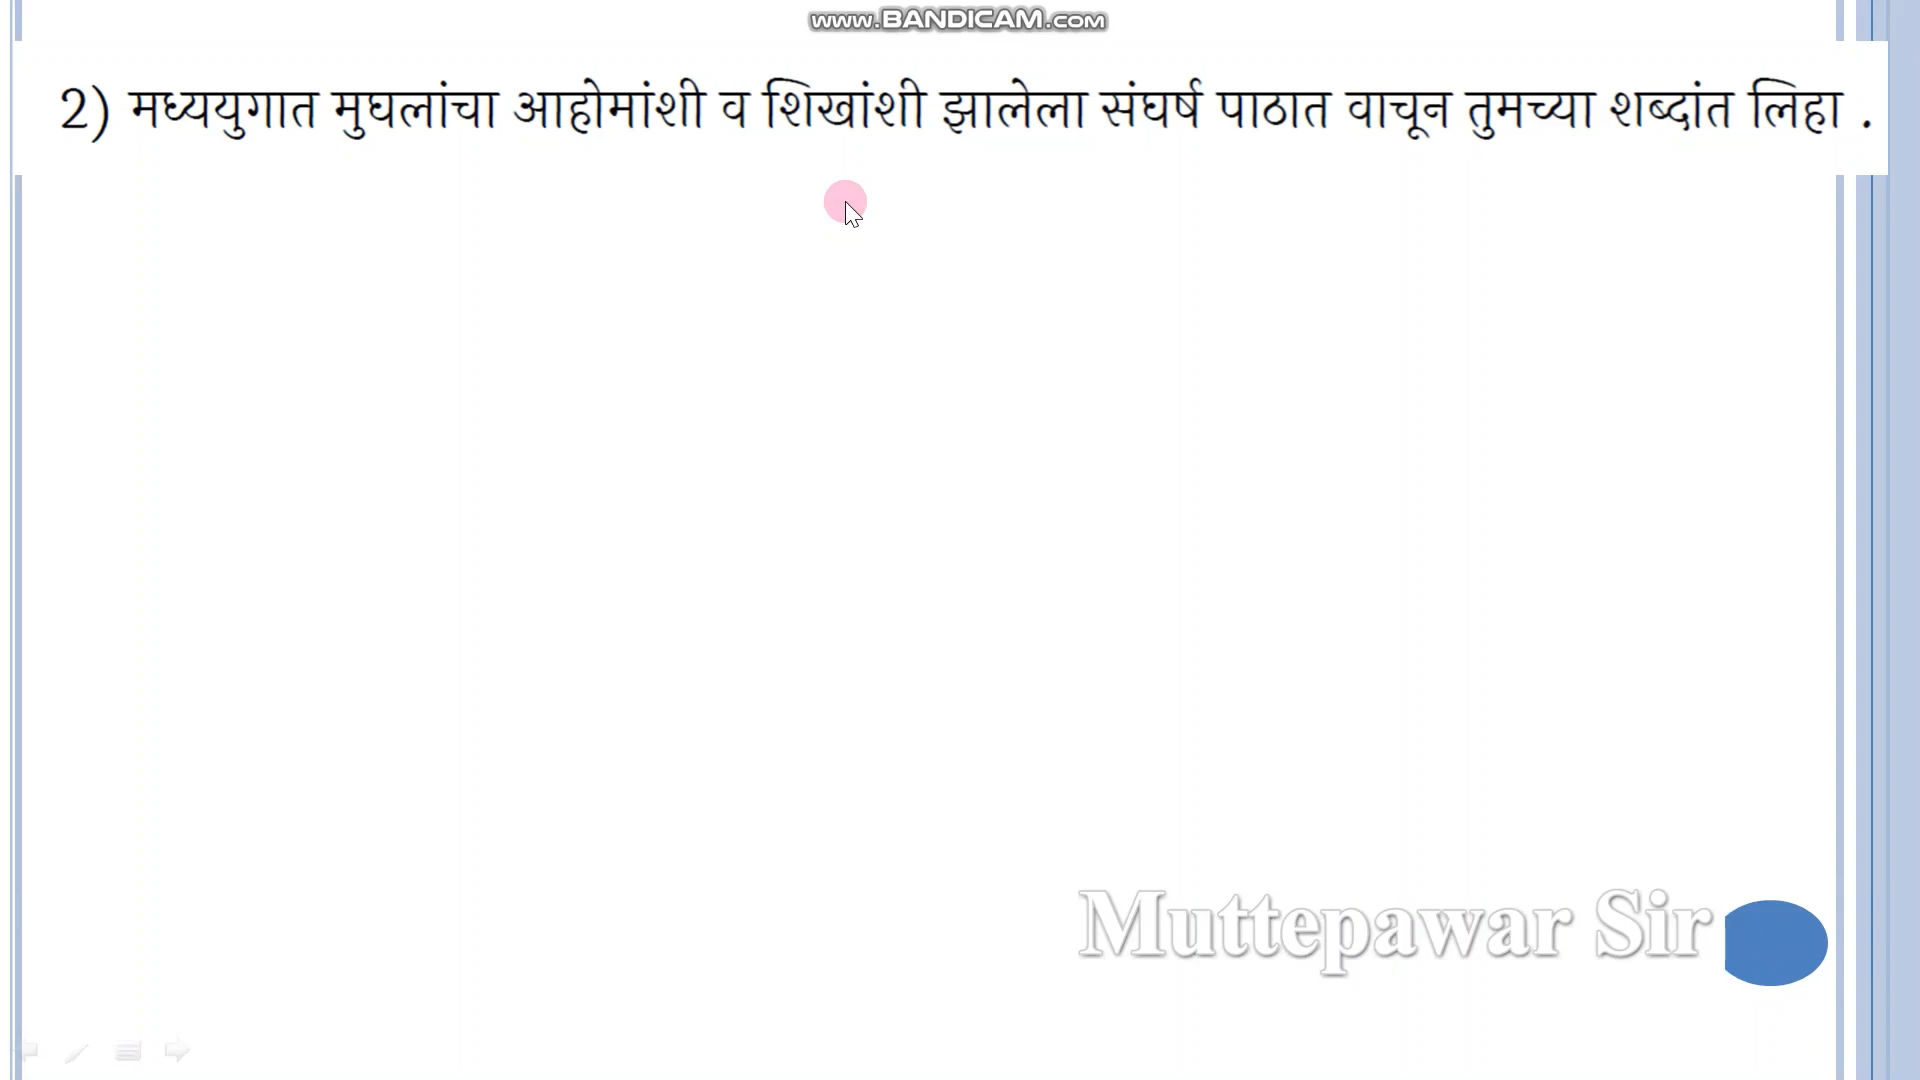 www.BANDICAM.com
2) मध्ययुगात मुघलांचा आहोमांशी व शिखांशी झालेला संघर्ष पाठात वाचून तुमच्या शब्दांत लिहा .
Muttepawar Sir